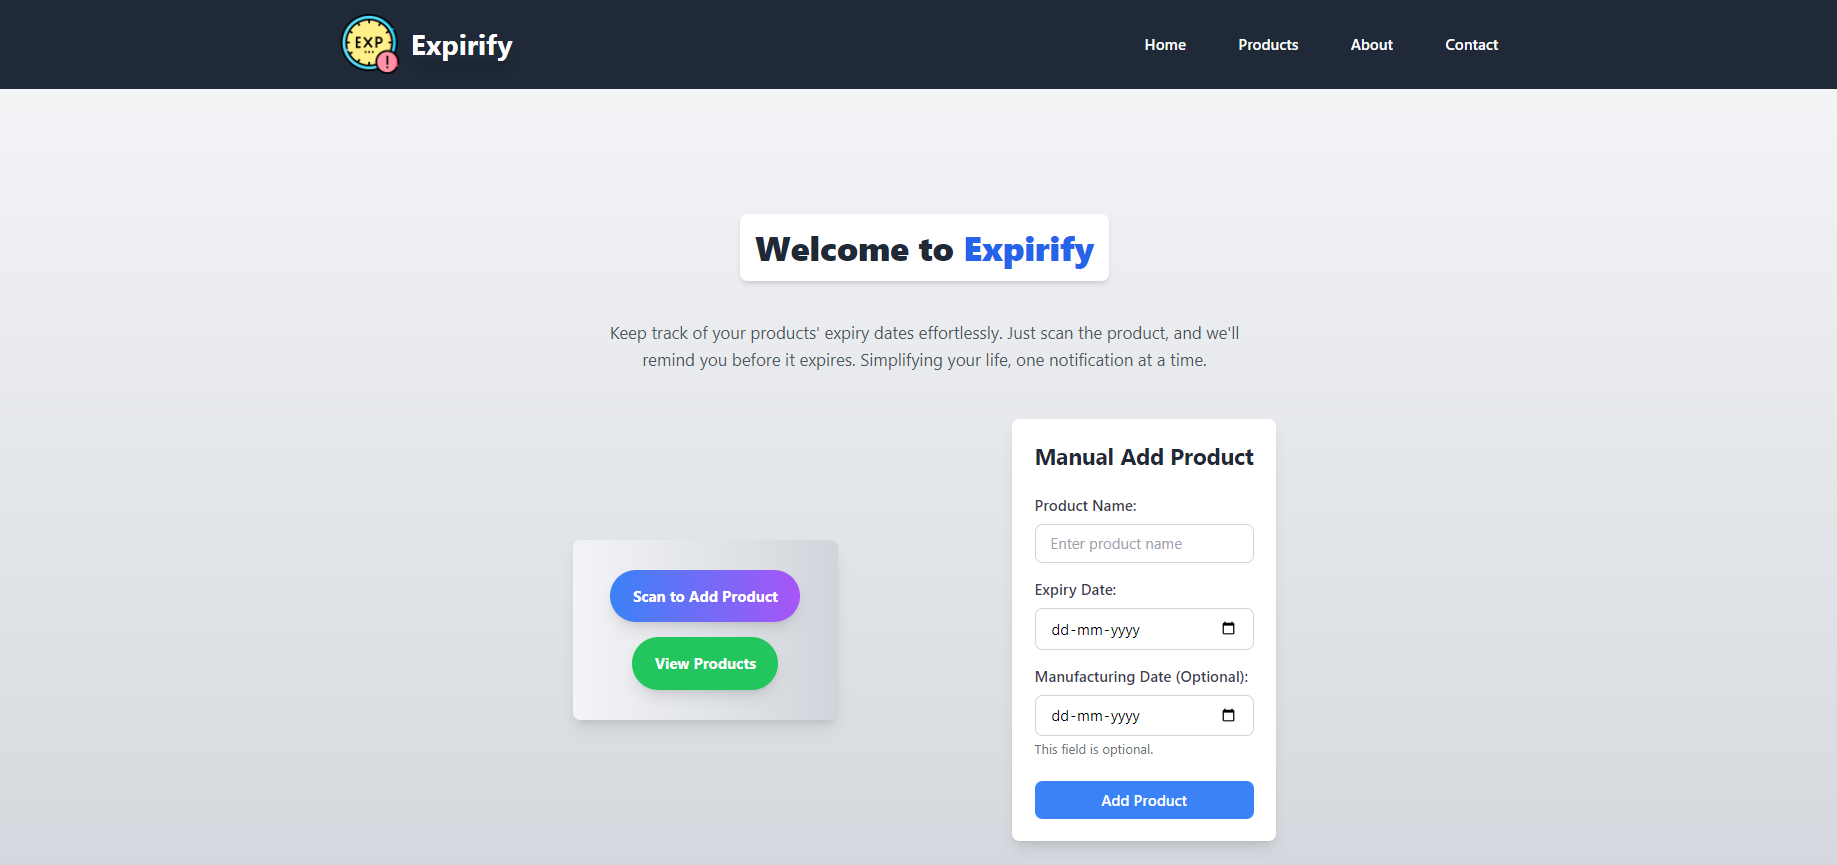 EXP
Expirify
Home
Products
About
Contact
Welcome to Expirify
Keep track of your products' expiry dates effortlessly. Just scan the product, and we'll
remind you before it expires. Simplifying your life, one notification at a time.
Scan to Add Product
View Products
Manual Add Product
Product Name:
Enter product name
Expiry Date:
dd-mm-yyyy
Manufacturing Date (Optional):
dd-mm-yyyy
This field is optional.
Add Product